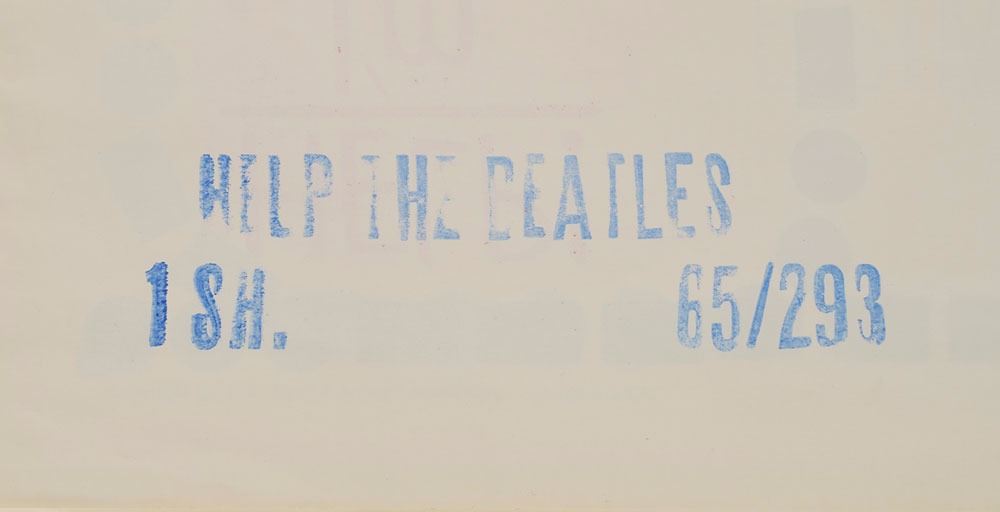 HELP THE BEATLES
1 SH. 65/293